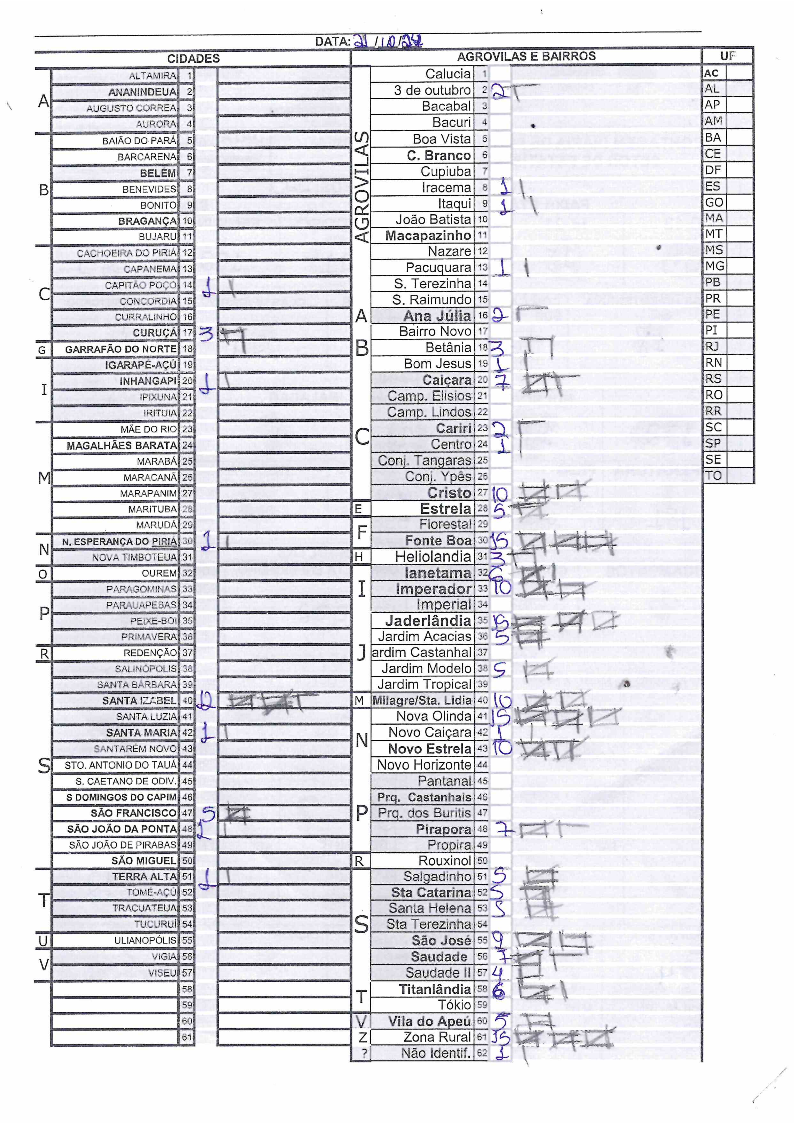 DATA: 21/10/24
CIDADES
A
ALTAMIRA 1
ANANINDEUA 2
AUGUSTO CORREA 3
AURORA 4
B
BAIÃO DO PARÁ 5
BARCARENA 6
BELÉM 7
BENEVIDES 8
BONITO 9
BRAGANÇA 10
BUJARU 11
C
CACHOEIRA DO PIRIÁ 12
CAPANEMA 13
CAPITÃO POÇO 14 1
CONCORDIA 15
CURRALINHO 16
CURUÇÁ 17 3
G GARRAFÃO DO NORTE 18
I
IGARAPÉ-AÇÚ 19
INHANGAPI 20 1
IPIXUNA 21
IRITUIA 22
M
MÃE DO RIO 23
MAGALHÃES BARATA 24
MARABÁ 25
MARACANÃ 26
MARAPANIM 27
MARITUBA 28
MARUDÁ 29
N
N. ESPERANÇA DO PIRIA 30 1
NOVA TIMBOTEUA 31
O OUREM 32
P
PARAGOMINAS 33
PARAUAPEBAS 34
PEIXE-BOI 35
PRIMAVERA 36
R REDENÇÃO 37
S
SALINÓPOLIS 38
SANTA BÁRBARA 39
SANTA IZABEL 40
SANTA LUZIA 41
SANTA MARIA 42 1
SANTARÉM NOVO 43
STO. ANTONIO DO TAUÁ 44
S. CAETANO DE ODIV. 45
S DOMINGOS DO CAPIM 46
SÃO FRANCISCO 47 5
SÃO JOÃO DA PONTA 48 1
SÃO JOÃO DE PIRABAS 49
SÃO MIGUEL 50
T
TERRA ALTA 51 1
TOMÉ-AÇU 52
TRACUATEUA 53
TUCURUÍ 54
U ULIANOPÓLIS 55
V
VIGIA 56
VISEU 57
58
59
60
61
AGROVILAS E BAIRROS
AGROVILAS
Calucia 1
3 de outubro 2 2
Bacabal 3
Bacuri 4
Boa Vista 5
C. Branco 6
Cupiuba 7
Iracema 8 1
Itaqui 9 1
João Batista 10
Macapazinho 11
Nazare 12
Pacuquara 13 1
S. Terezinha 14
S. Raimundo 15
A Ana Júlia 16 2
B
Bairro Novo 17
Betânia 18 3
Bom Jesus 19 1
C
Caiçara 20 7
Camp. Elisios 21
Camp. Lindos 22
Cariri 23 2
Centro 24 1
Conj. Tangaras 25
Conj. Ypês 26
Cristo 27 10
E Estrela 28 5
F
Florestal 29
Fonte Boa 30 15
H Heliolandia 31 3
I
Ianetama 32 6
Imperador 33 10
Imperial 34
J
Jaderlândia 35
Jardim Acacias 36 5
ardim Castanhal 37
Jardim Modelo 38 5
Jardim Tropical 39
M Milagre/Sta. Lidia 40 10
N
Nova Olinda 41 15
Novo Caiçara 42 1
Novo Estrela 43 10
Novo Horizonte 44
P
Pantanal 45
Prq. Castanhais 46
Prq. dos Buritis 47
Pirapora 48 7
Propira 49
R Rouxinol 50
S
Salgadinho 51 5
Sta Catarina 52 5
Santa Helena 53 5
Sta Terezinha 54
São José 55 9
Saudade 56 7
Saudade II 57 4
T
Titanlândia 58 6
Tókio 59
V Vila do Apeú 60 5
Z Zona Rural 61 15
? Não Identif. 62 1
UF
AC
AL
AP
AM
BA
CE
DF
ES
GO
MA
MT
MS
MG
PB
PR
PE
PI
RJ
RN
RS
RO
RR
SC
SP
SE
TO